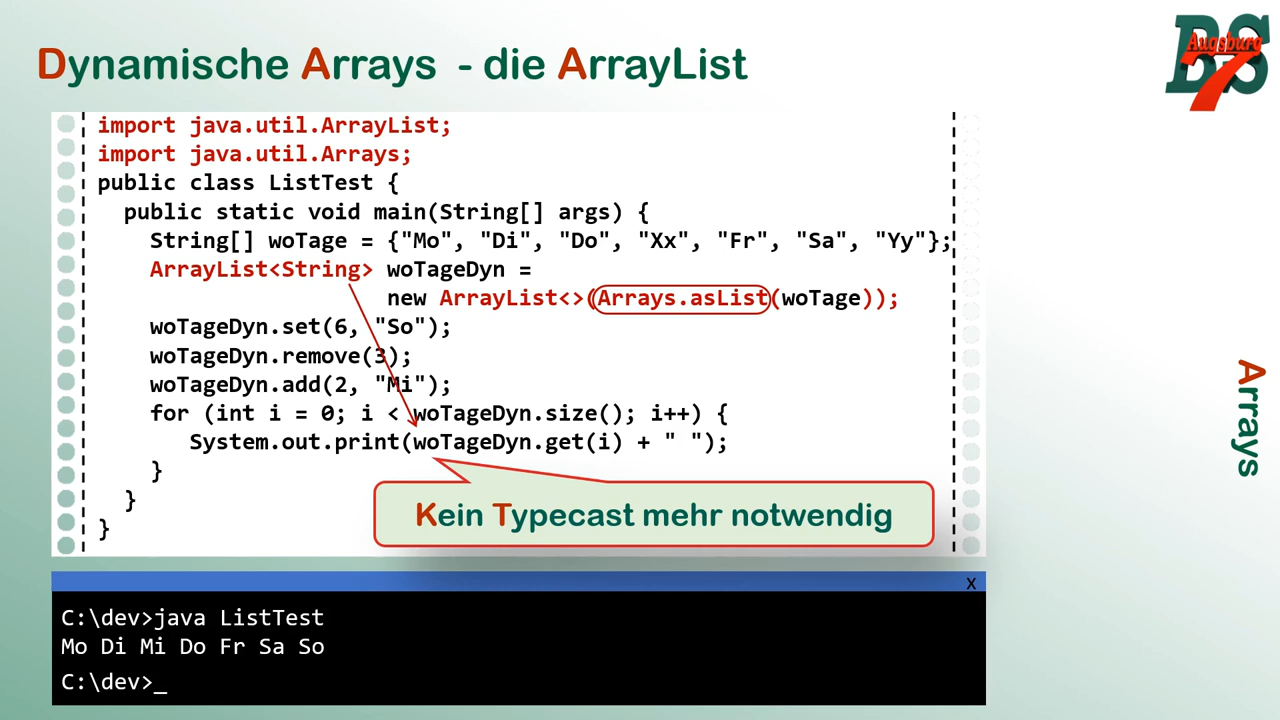 Dynamische Arrays - die ArrayList
BS
Augsburg
7
import java.util.ArrayList;
import java.util.Arrays;
public class ListTest {
public static void main(String[] args) {
String[] woTage = {"Mo", "Di", "Do", "Xx", "Fr", "Sa", "Yy"};
ArrayList<String> woTageDyn =
new ArrayList<>(Arrays.asList(woTage));
woTageDyn.set(6, "So");
woTageDyn.remove(3);
woTageDyn.add(2, "Mi");
for (int i = 0; i < woTageDyn.size(); i++) {
System.out.print(woTageDyn.get(i) + " ");
}
}
}
Kein Typecast mehr notwendig
Arrays
x
C:\dev>java ListTest
Mo Di Mi Do Fr Sa So
C:\dev>_